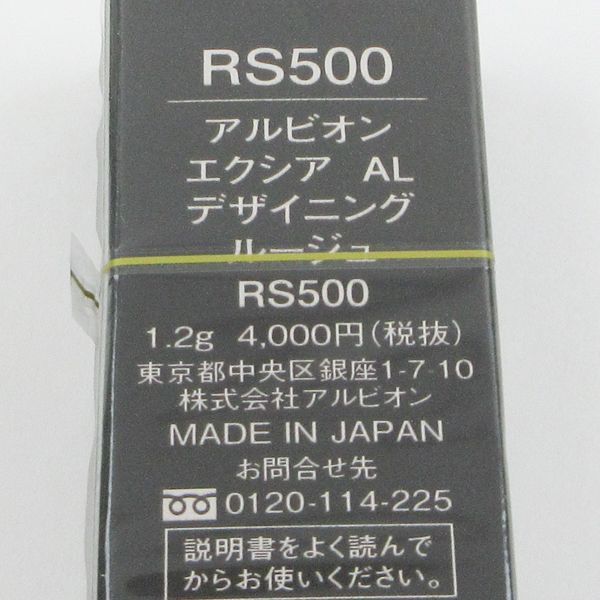 RS500
アルビオン
エクシア AL
デザイニング
ルージュ
RS500
1.2g 4,000円(税抜)
東京都中央区銀座1-7-10
株式会社アルビオン
MADE IN JAPAN
お問合せ先
0120-114-225
説明書をよく読んで
からお使いください。